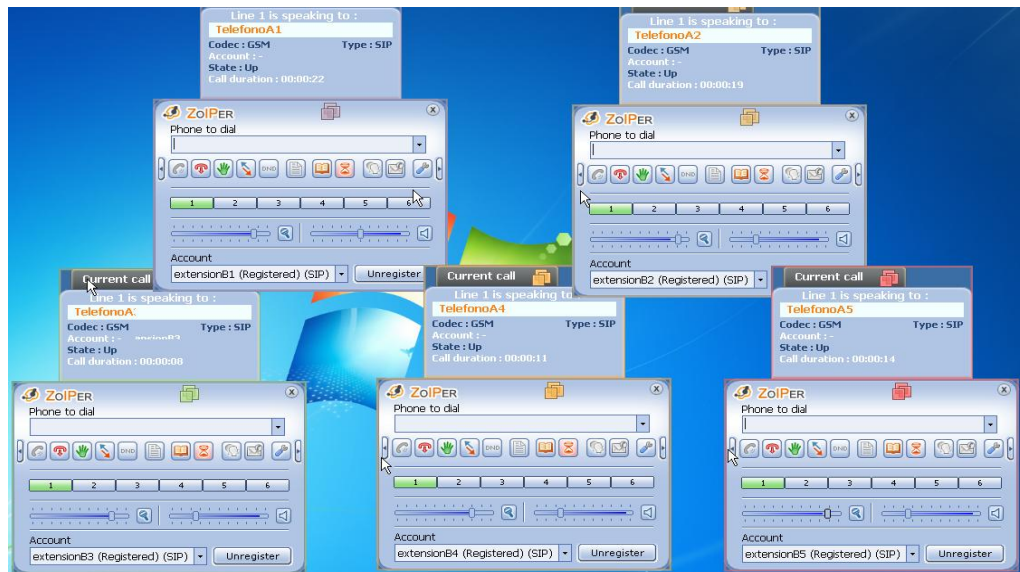 Line 1 is speaking to :
TelefonoA1
Codec : GSM Type : SIP
Account : -
State : Up
Call duration : 00:00:22
ZOIPER
Phone to dial
DND
1 2 3 4 5 6
Account
extensionB1 (Registered) (SIP) Unregister
Line 1 is speaking to :
TelefonoA2
Codec : GSM Type : SIP
Account : -
State : Up
Call duration : 00:00:19
ZOIPER
Phone to dial
DND
1 2 3 4 5 6
Account
extensionB2 (Registered) (SIP)
Current call
Line 1 is speaking to :
Codec : GSM Type : SIP
Account : -
State : Up
Call duration : 00:00:08
ZOIPER
Phone to dial
DND
1 2 3 4 5 6
Account
extensionB3 (Registered) (SIP) Unregister
Current call
Line 1 is speaking to :
TelefonoA4
Codec : GSM Type : SIP
Account : -
State : Up
Call duration : 00:00:11
ZOIPER
Phone to dial
DND
1 2 3 4 5 6
Account
extensionB4 (Registered) (SIP) Unregister
Current call
Line 1 is speaking to :
TelefonoA5
Codec : GSM Type : SIP
Account : -
State : Up
Call duration : 00:00:14
ZOIPER
Phone to dial
DND
1 2 3 4 5 6
Account
extensionB5 (Registered) (SIP) Unregister